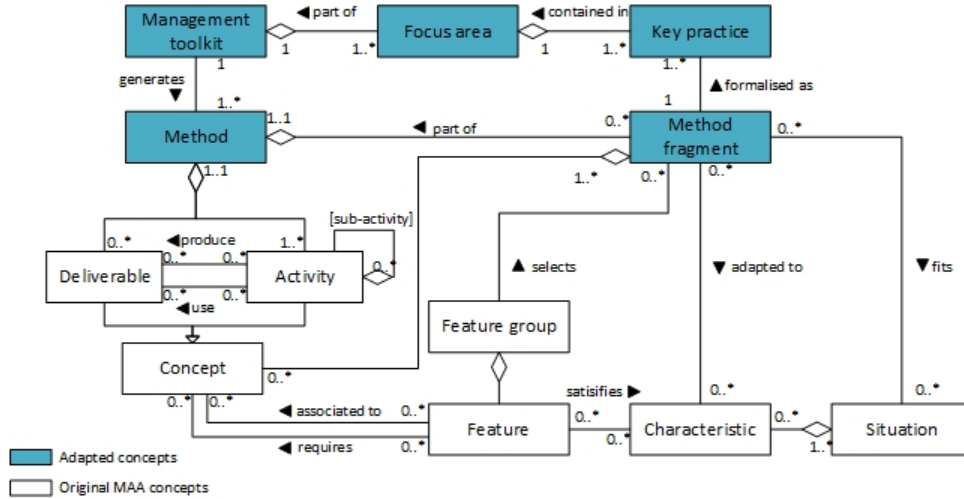 ◄ part of
◄ contained in
Management
toolkit
Focus area
Key practice
1
1
1..*
1
1..*
1..*
generates
▼
▲ formalised as
1..*
1
1..1
0..*
Method
◄ part of
Method
fragment
0..*
1..1
1..*
0..*
0..*
[sub-activity]
0..*
◄produce
1..*
Deliverable
0..*
0..*
Activity
0..*
0..*
0..*
◄ use
▲ selects
▼ adapted to
▼ fits
Feature group
Concept
0..*
0..*
0..*
0..*
0..*
satisifies ►
◄ associated to
0..*
0..*
0..*
Feature
Characteristic
Situation
◄ requires
0..*
0..*
1..*
Adapted concepts
Original MAA concepts